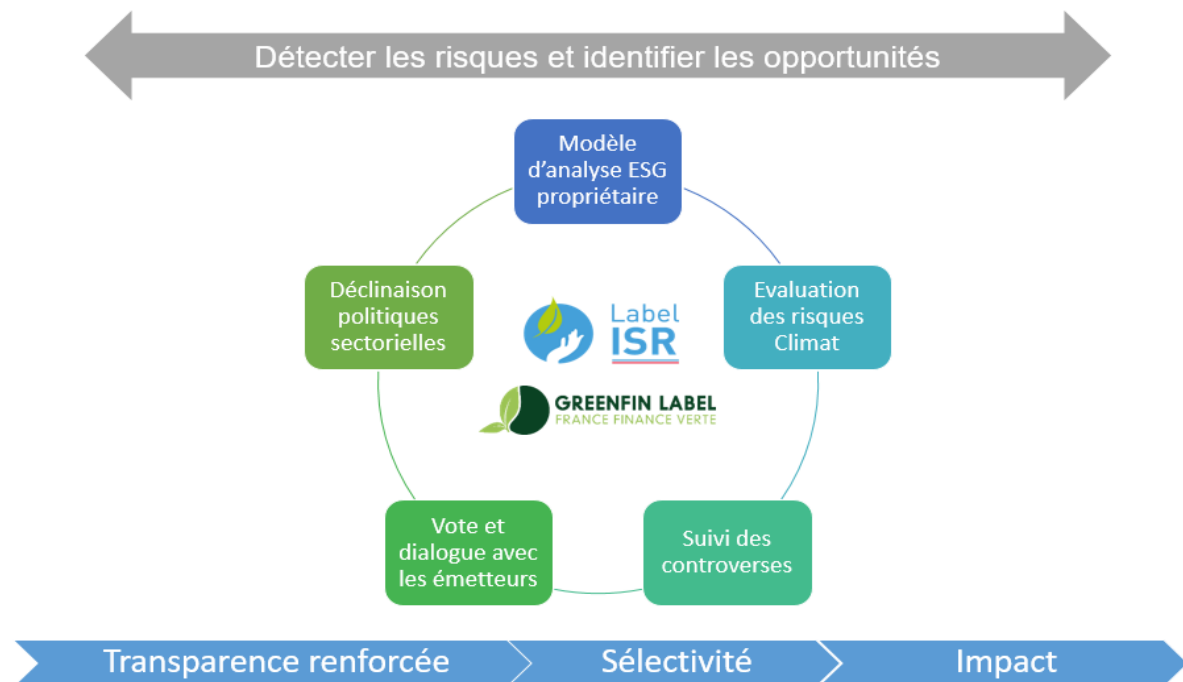 Détecter les risques et identifier les opportunités
Modèle
d'analyse ESG
propriétaire
Déclinaison
politiques
sectorielles
Evaluation
des risques
Climat
Label
ISR
GREENFIN LABEL
FRANCE FINANCE VERTE
Vote et
dialogue avec
les émetteurs
Suivi des
controverses
Transparence renforcée
Sélectivité
Impact